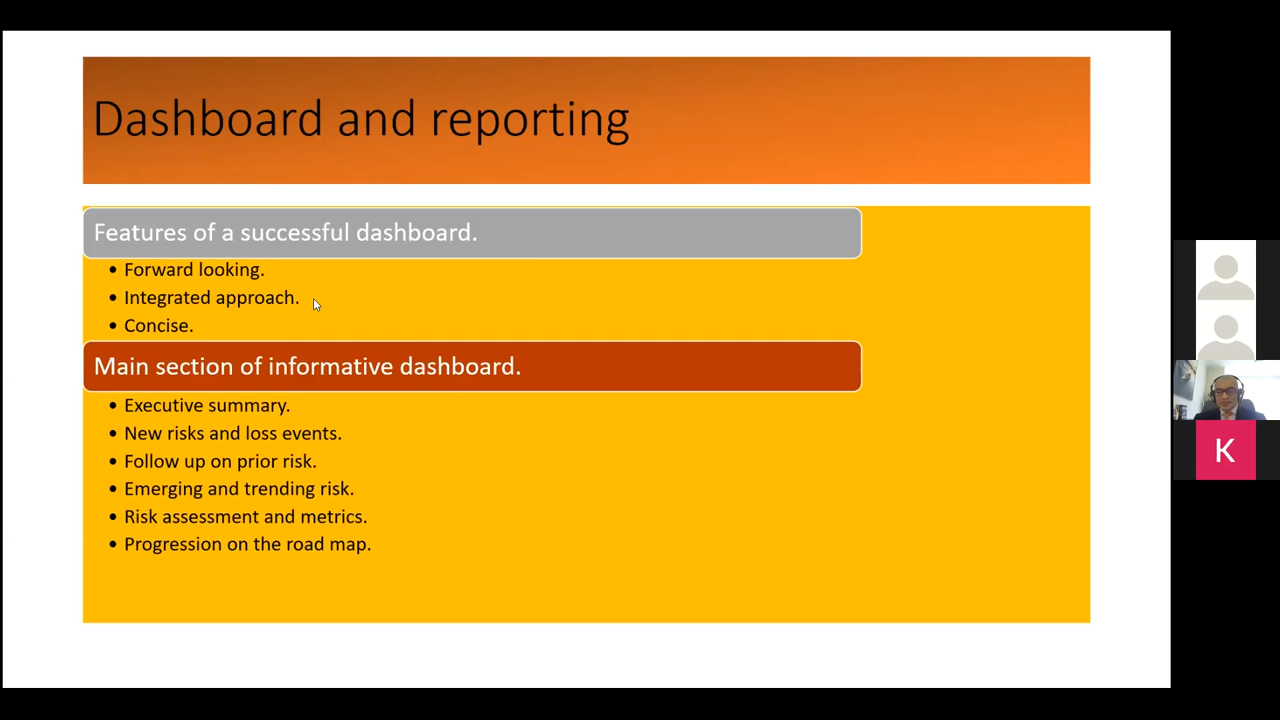 Dashboard and reporting
Features of a successful dashboard.
• Forward looking.
• Integrated approach.
• Concise.
Main section of informative dashboard.
• Executive summary.
• New risks and loss events.
• Follow up on prior risk.
• Emerging and trending risk.
• Risk assessment and metrics.
• Progression on the road map.
K